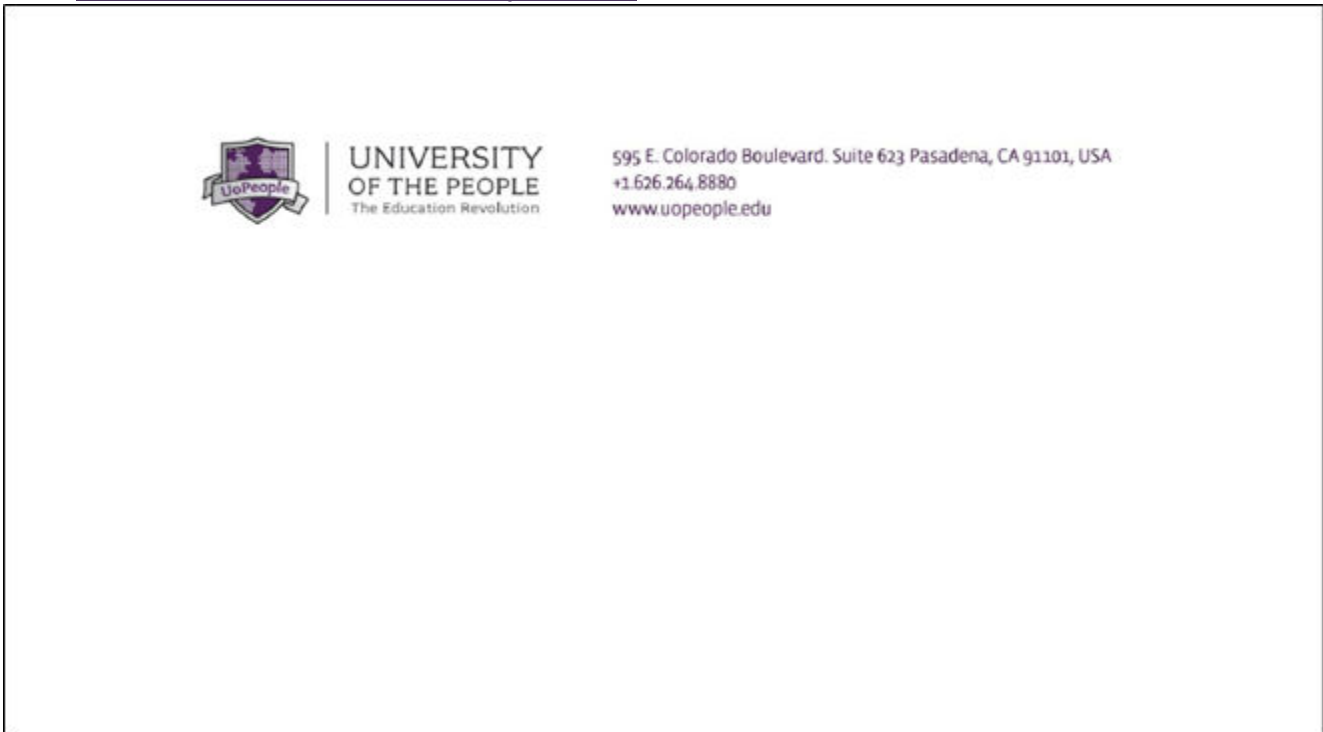 UoPeople
UNIVERSITY
OF THE PEOPLE
The Education Revolution
595 E. Colorado Boulevard. Suite 623 Pasadena, CA 91101, USA
+1.626.264.8880
www.uopeople.edu